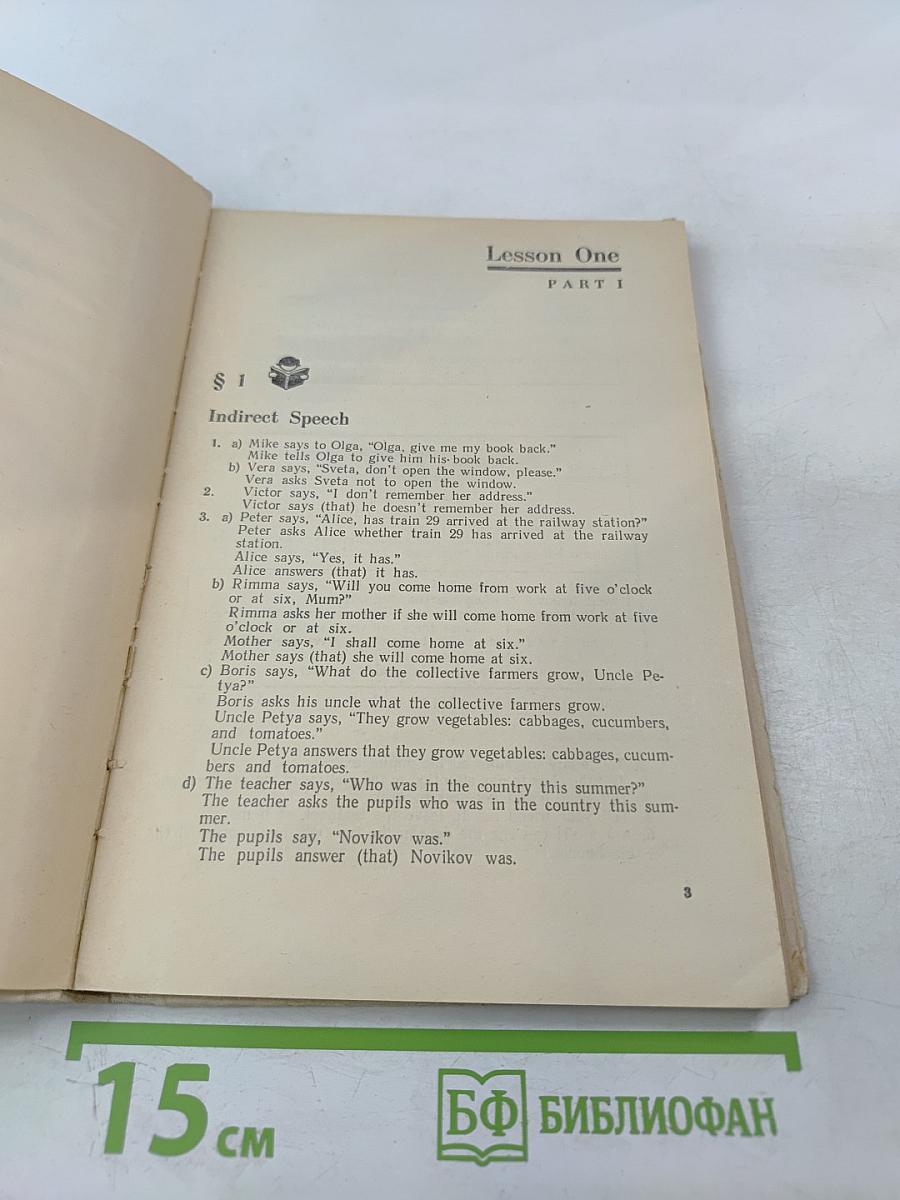 Lesson One
PART I
§ 1
Indirect Speech
1. a) Mike says to Olga, “Olga, give me my book back.”
Mike tells Olga to give him his book back.
b) Vera says, “Sveta, don't open the window, please.”
Vera asks Sveta not to open the window.
2. Victor says, “I don't remember her address.”
Victor says (that) he doesn't remember her address.
3. a) Peter says, “Alice, has train 29 arrived at the railway station?”
Peter asks Alice whether train 29 has arrived at the railway
station.
Alice says, “Yes, it has.”
Alice answers (that) it has.
b) Rimma says, “Will you come home from work at five o'clock
or at six, Mum?”
Rimma asks her mother if she will come home from work at five
o'clock or at six.
Mother says, “I shall come home at six.”
Mother says (that) she will come home at six.
c) Boris says, “What do the collective farmers grow, Uncle Pe-
tya?”
Boris asks his uncle what the collective farmers grow.
Uncle Petya says, “They grow vegetables: cabbages, cucumbers,
and tomatoes.”
Uncle Petya answers that they grow vegetables: cabbages, cucum-
bers and tomatoes.
d) The teacher says, “Who was in the country this summer?”
The teacher asks the pupils who was in the country this sum-
mer.
The pupils say, “Novikov was.”
The pupils answer (that) Novikov was.
3
15 см
БФ БИБЛИОФАН